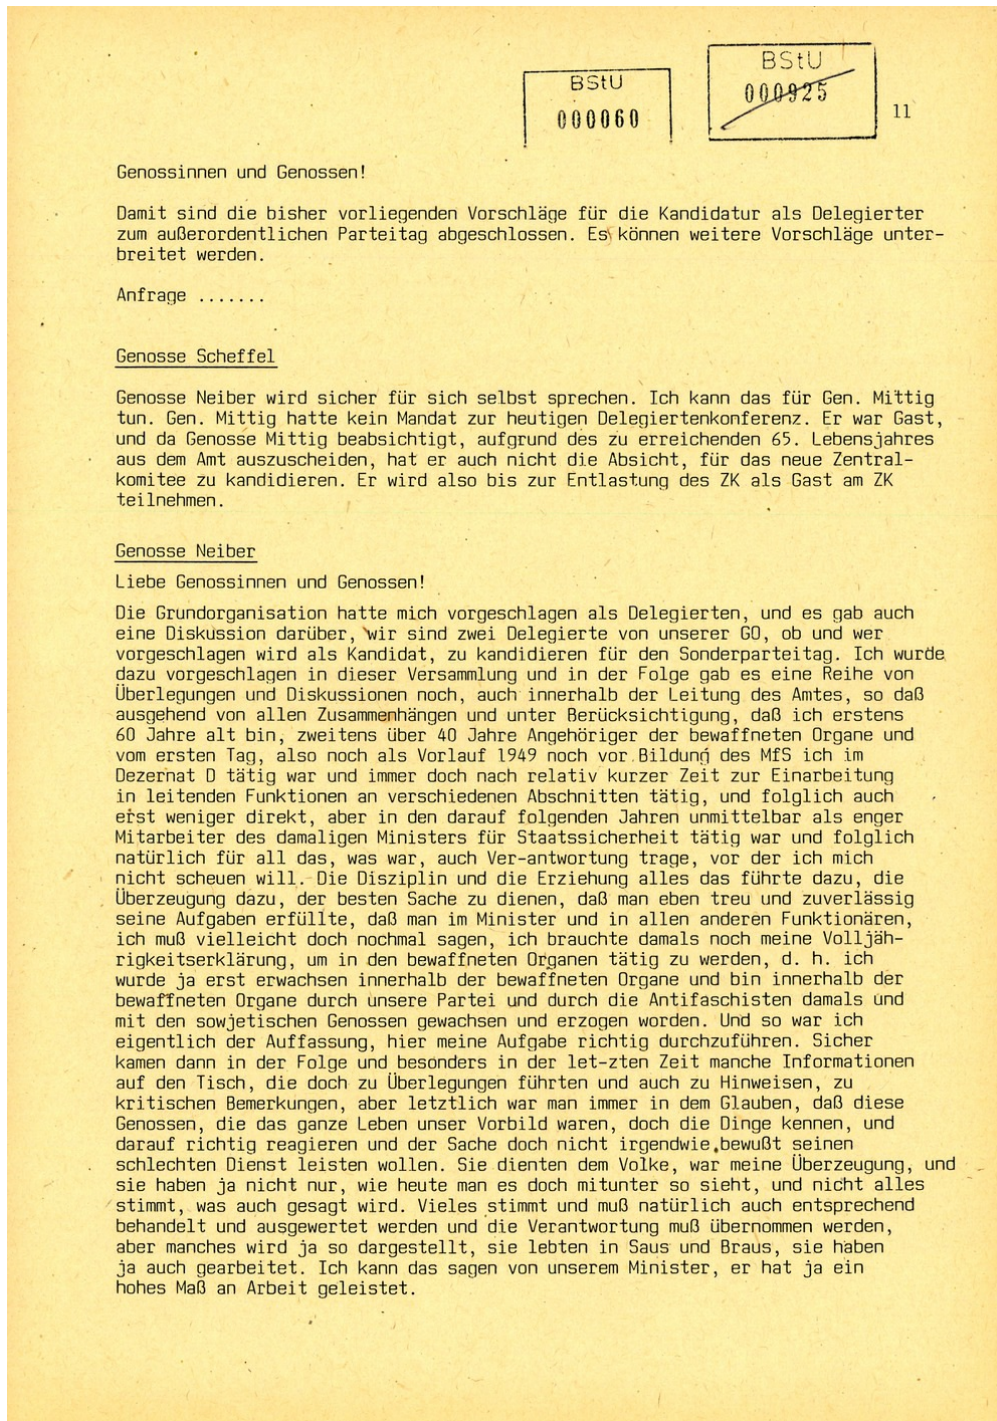 BStU
000060
BStU
000925
11
Genossinnen und Genossen!
Damit sind die bisher vorliegenden Vorschläge für die Kandidatur als Delegierter
zum außerordentlichen Parteitag abgeschlossen. Es können weitere Vorschläge unter-
breitet werden.
Anfrage .......
Genosse Scheffel
Genosse Neiber wird sicher für sich selbst sprechen. Ich kann das für Gen. Mittig
tun. Gen. Mittig hatte kein Mandat zur heutigen Delegiertenkonferenz. Er war Gast,
und da Genosse Mittig beabsichtigt, aufgrund des zu erreichenden 65. Lebensjahres
aus dem Amt auszuscheiden, hat er auch nicht die Absicht, für das neue Zentral-
komitee zu kandidieren. Er wird also bis zur Entlastung des ZK als Gast am ZK
teilnehmen.
Genosse Neiber
Liebe Genossinnen und Genossen!
Die Grundorganisation hatte mich vorgeschlagen als Delegierten, und es gab auch
eine Diskussion darüber, wir sind zwei Delegierte von unserer GO, ob und wer
vorgeschlagen wird als Kandidat, zu kandidieren für den Sonderparteitag. Ich wurde
dazu vorgeschlagen in dieser Versammlung und in der Folge gab es eine Reihe von
Überlegungen und Diskussionen noch, auch innerhalb der Leitung des Amtes, so daß
ausgehend von allen Zusammenhängen und unter Berücksichtigung, daß ich erstens
60 Jahre alt bin, zweitens über 40 Jahre Angehöriger der bewaffneten Organe und
vom ersten Tag, also noch als Vorlauf 1949 noch vor Bildung des MfS ich im
Dezernat D tätig war und immer doch nach relativ kurzer Zeit zur Einarbeitung
in leitenden Funktionen an verschiedenen Abschnitten tätig, und folglich auch
erst weniger direkt, aber in den darauf folgenden Jahren unmittelbar als enger
Mitarbeiter des damaligen Ministers für Staatssicherheit tätig war und folglich
natürlich für all das, was war, auch Ver-antwortung trage, vor der ich mich
nicht scheuen will. Die Disziplin und die Erziehung alles das führte dazu, die
Überzeugung dazu, der besten Sache zu dienen, daß man eben treu und zuverlässig
seine Aufgaben erfüllte, daß man im Minister und in allen anderen Funktionären,
ich muß vielleicht doch nochmal sagen, ich brauchte damals noch meine Volljäh-
rigkeitserklärung, um in den bewaffneten Organen tätig zu werden, d. h. ich
wurde ja erst erwachsen innerhalb der bewaffneten Organe und bin innerhalb der
bewaffneten Organe durch unsere Partei und durch die Antifaschisten damals und
mit den sowjetischen Genossen gewachsen und erzogen worden. Und so war ich
eigentlich der Auffassung, hier meine Aufgabe richtig durchzuführen. Sicher
kamen dann in der Folge und besonders in der let-zten Zeit manche Informationen
auf den Tisch, die doch zu Überlegungen führten und auch zu Hinweisen, zu
kritischen Bemerkungen, aber letztlich war man immer in dem Glauben, daß diese
Genossen, die das ganze Leben unser Vorbild waren, doch die Dinge kennen, und
darauf richtig reagieren und der Sache doch nicht irgendwie bewußt seinen
schlechten Dienst leisten wollen. Sie dienten dem Volke, war meine Überzeugung, und
sie haben ja nicht nur, wie heute man es doch mitunter so sieht, und nicht alles
stimmt, was auch gesagt wird. Vieles stimmt und muß natürlich auch entsprechend
behandelt und ausgewertet werden und die Verantwortung muß übernommen werden,
aber manches wird ja so dargestellt, sie lebten in Saus und Braus, sie haben
ja auch gearbeitet. Ich kann das sagen von unserem Minister, er hat ja ein
hohes Maß an Arbeit geleistet.